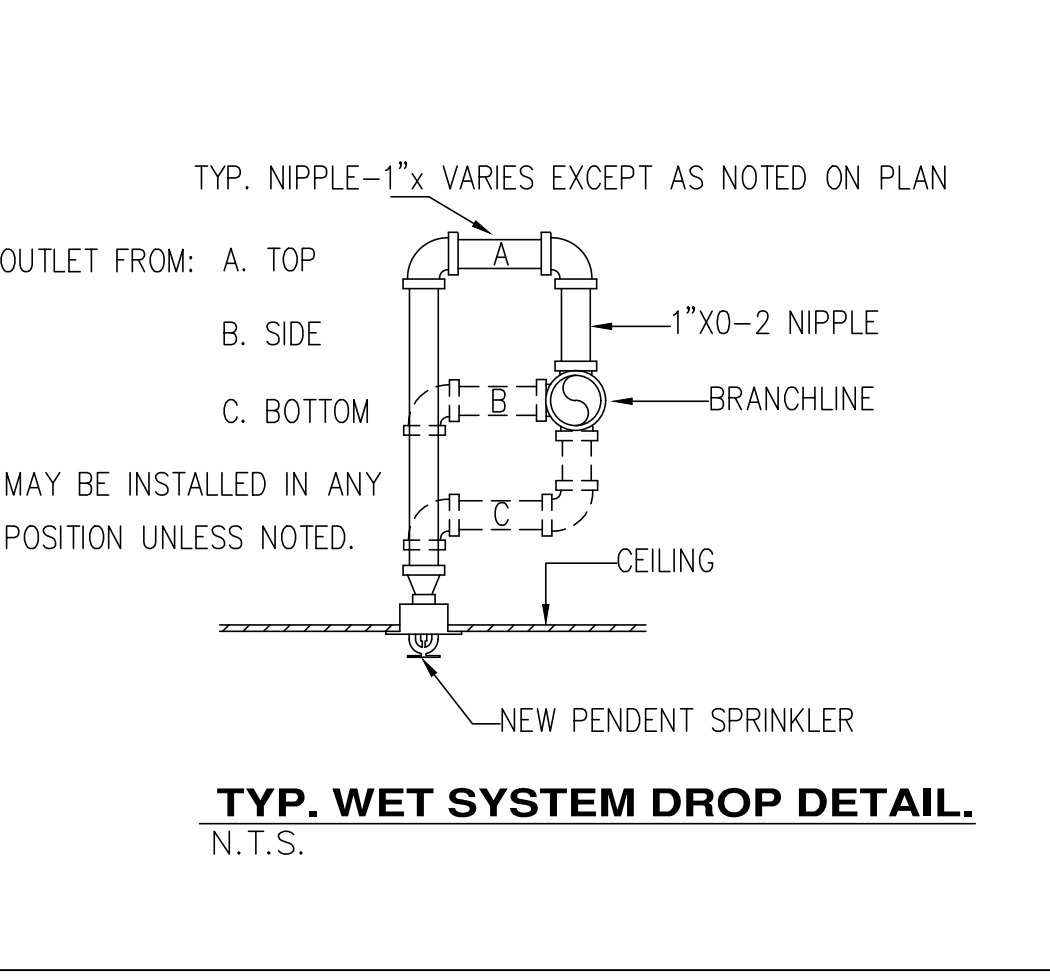 TYP. NIPPLE-1"x VARIES EXCEPT AS NOTED ON PLAN
OUTLET FROM: A. TOP
A
B. SIDE
1"X0-2 NIPPLE
C. BOTTOM
B
BRANCHLINE
MAY BE INSTALLED IN ANY
POSITION UNLESS NOTED.
C
CEILING
NEW PENDENT SPRINKLER
TYP. WET SYSTEM DROP DETAIL.
N.T.S.